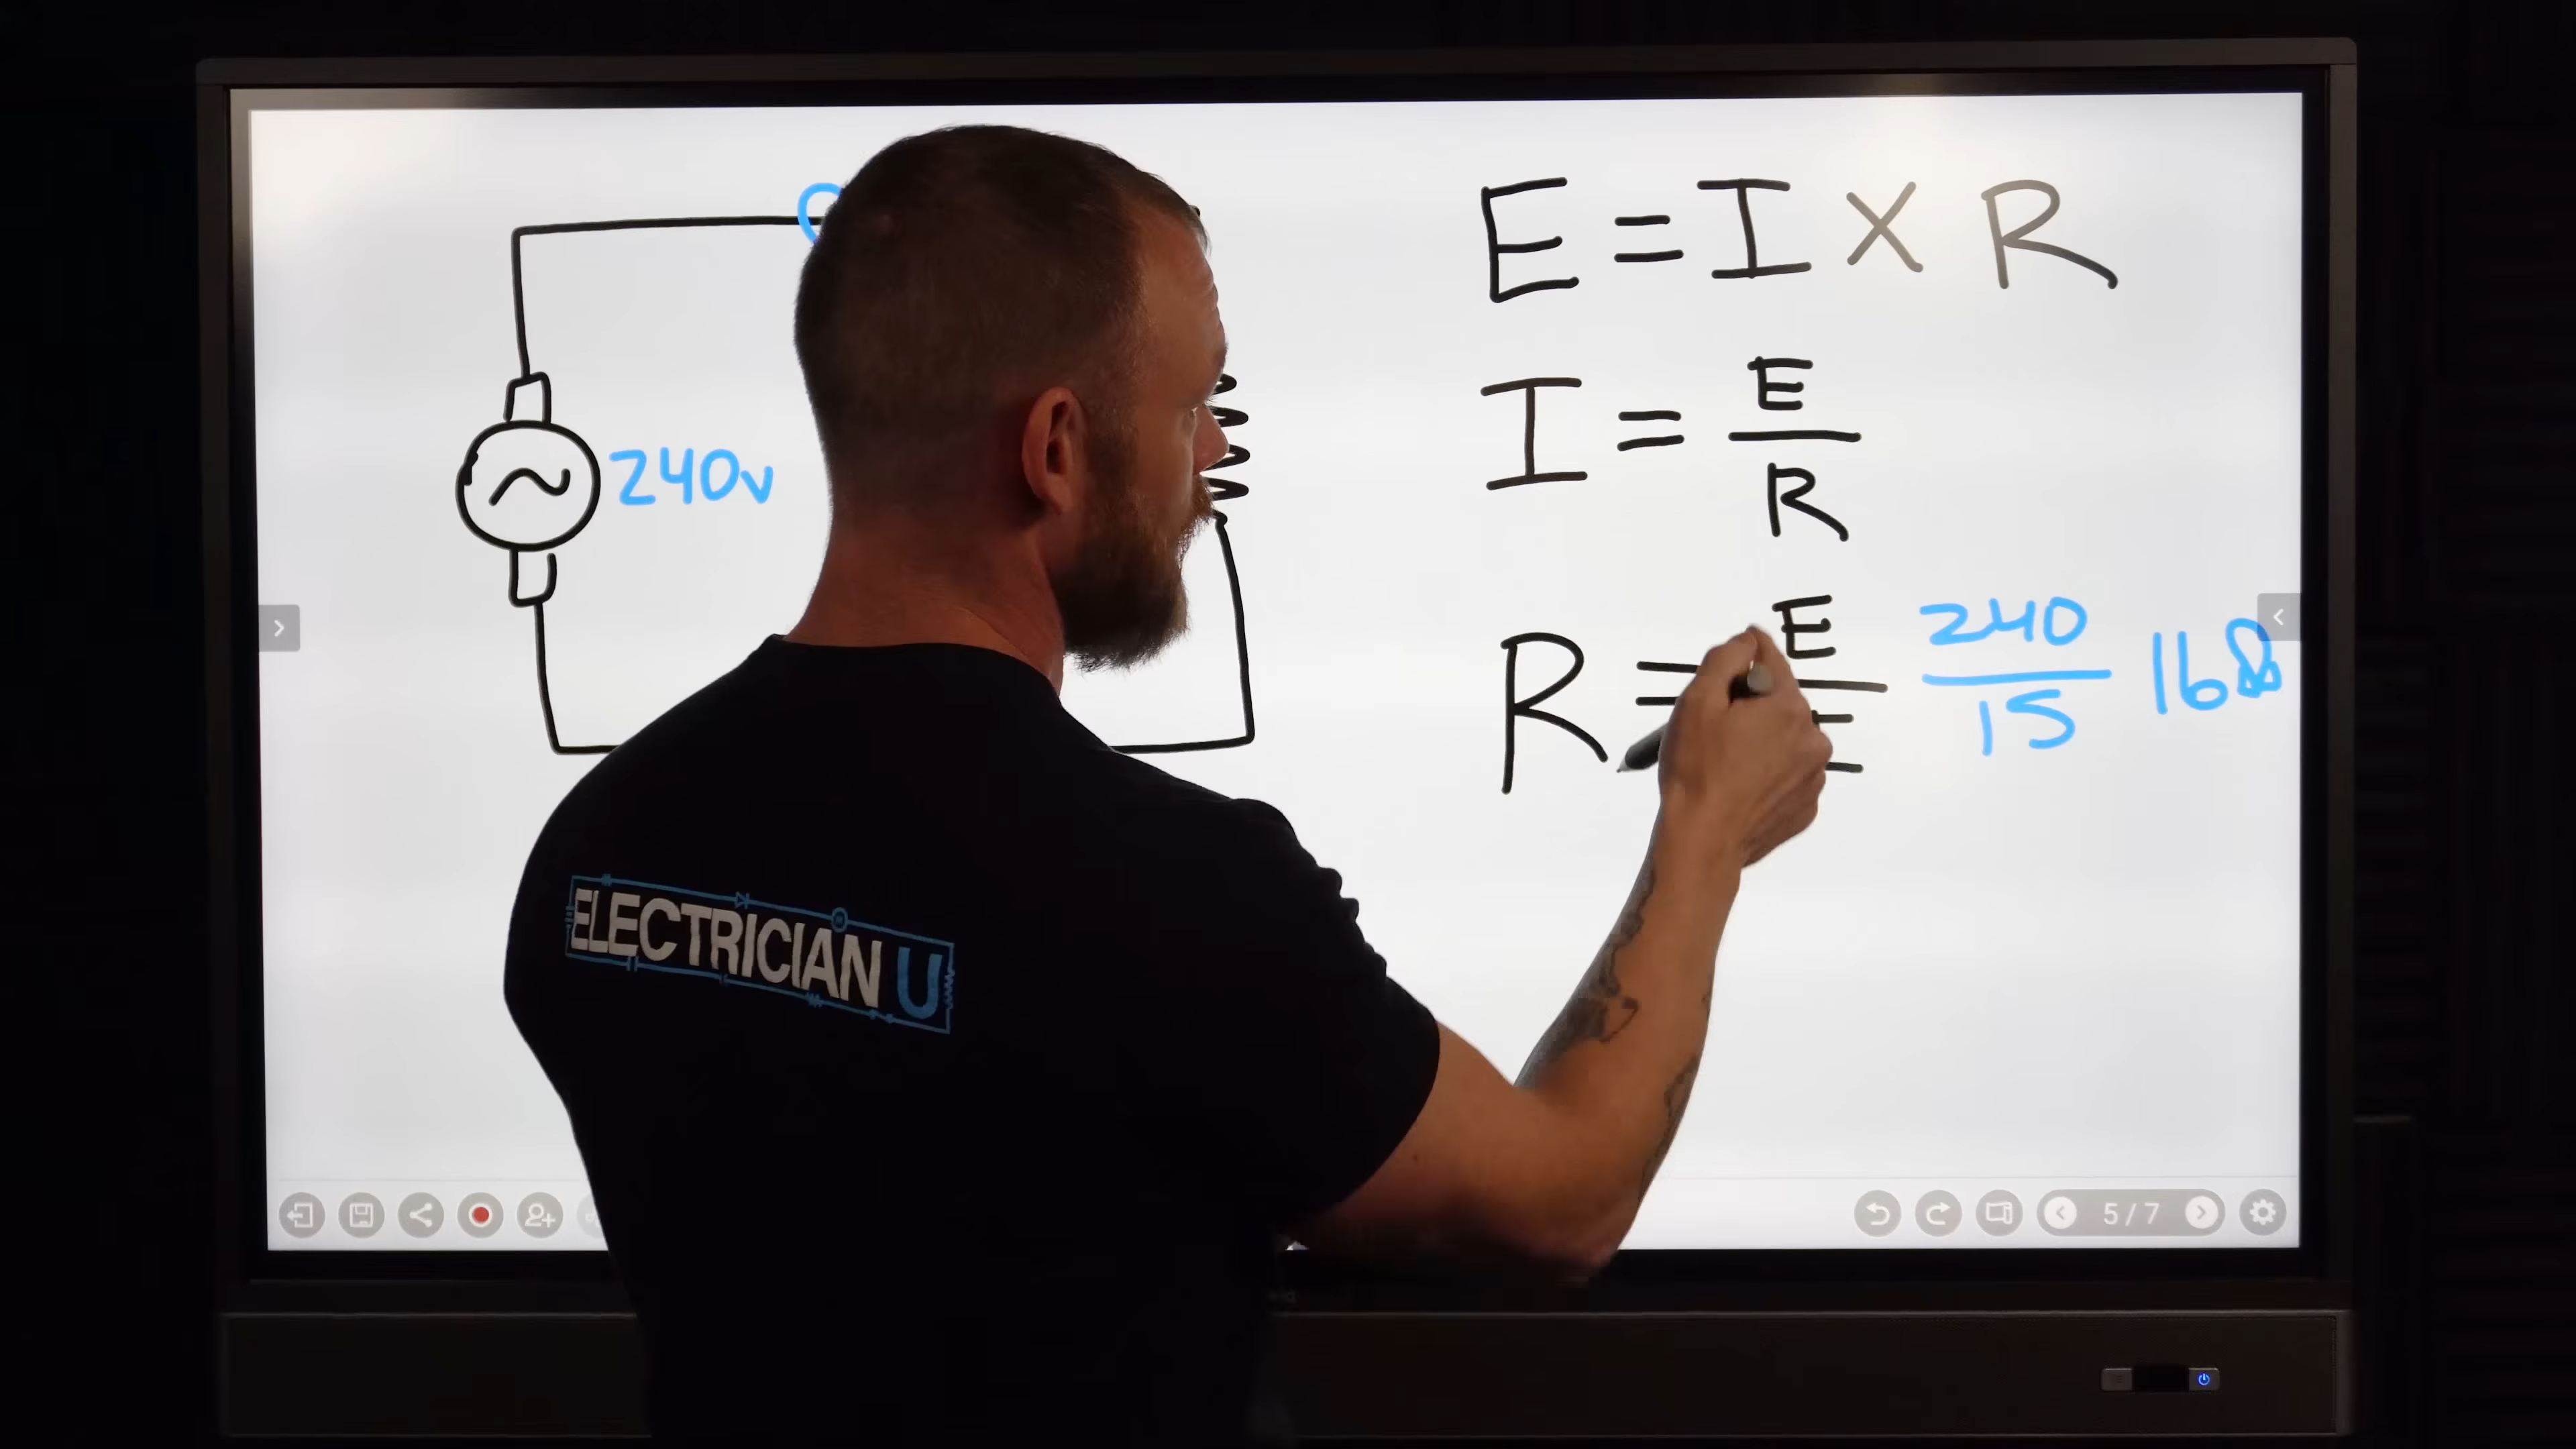 E = I X R
I = E
R
240v
R = E 240
15
16Ω
ELECTRICIAN U
5/7